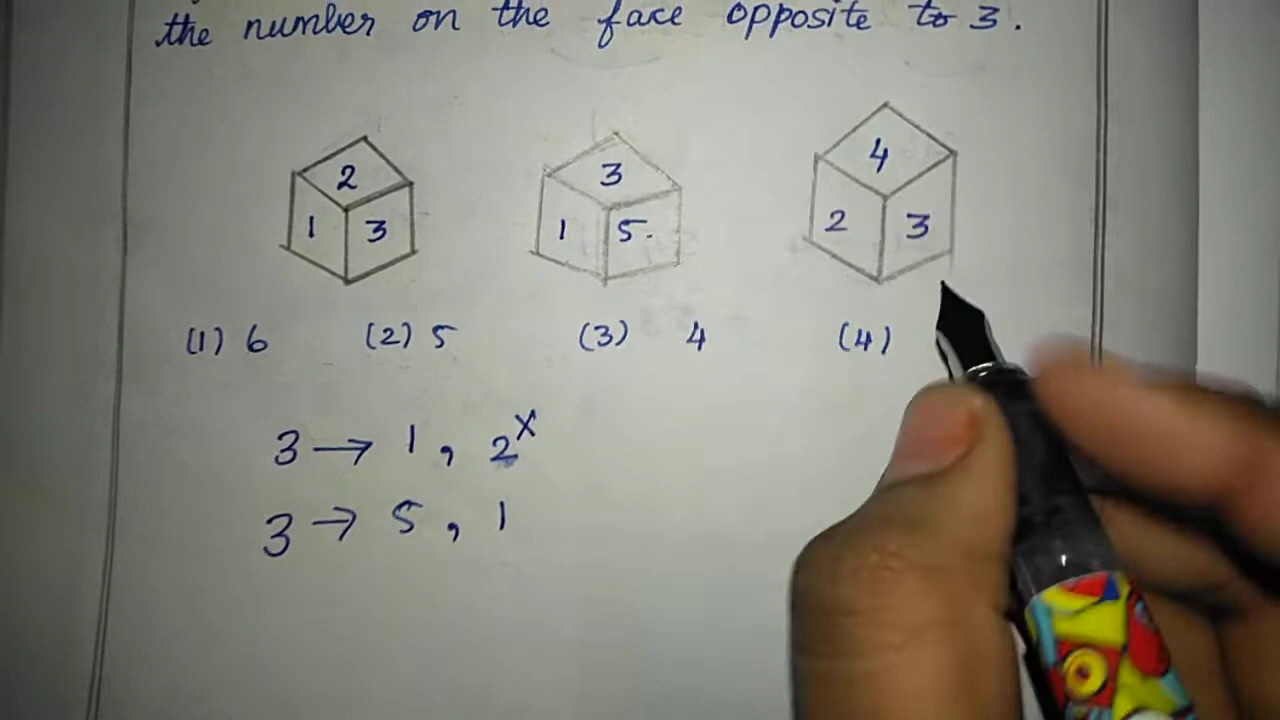 the number on the face opposite to 3.
2
1 3
3
1 5.
4
2 3
(1) 6 (2) 5 (3) 4 (4)
3 → 1, 2 x
3 → 5, 1